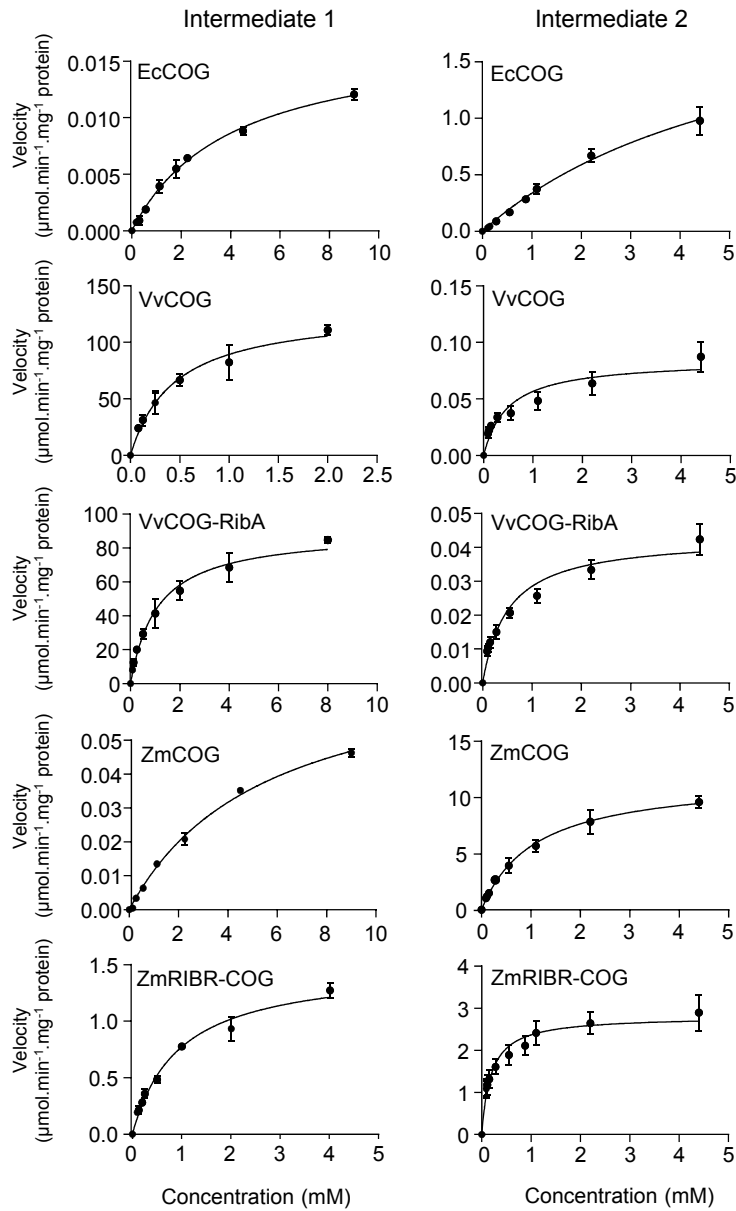 Intermediate 1
Intermediate 2
Velocity
(µmol.min⁻¹.mg⁻¹ protein)
EcCOG
0.015
0.010
0.005
0.000
0 2 4 6 8 10
EcCOG
1.5
1.0
0.5
0.0
0 1 2 3 4 5
Velocity
(µmol.min⁻¹.mg⁻¹ protein)
VvCOG
150
100
50
0
0.0 0.5 1.0 1.5 2.0 2.5
VvCOG
0.15
0.10
0.05
0.00
0 1 2 3 4 5
Velocity
(µmol.min⁻¹.mg⁻¹ protein)
VvCOG-RibA
100
80
60
40
20
0
0 2 4 6 8 10
VvCOG-RibA
0.05
0.04
0.03
0.02
0.01
0.00
0 1 2 3 4 5
Velocity
(µmol.min⁻¹.mg⁻¹ protein)
ZmCOG
0.05
0.04
0.03
0.02
0.01
0.00
0 2 4 6 8 10
ZmCOG
15
10
5
0
0 1 2 3 4 5
Velocity
(µmol.min⁻¹.mg⁻¹ protein)
ZmRIBR-COG
1.5
1.0
0.5
0.0
0 1 2 3 4 5
ZmRIBR-COG
4
3
2
1
0
0 1 2 3 4 5
Concentration (mM)
Concentration (mM)